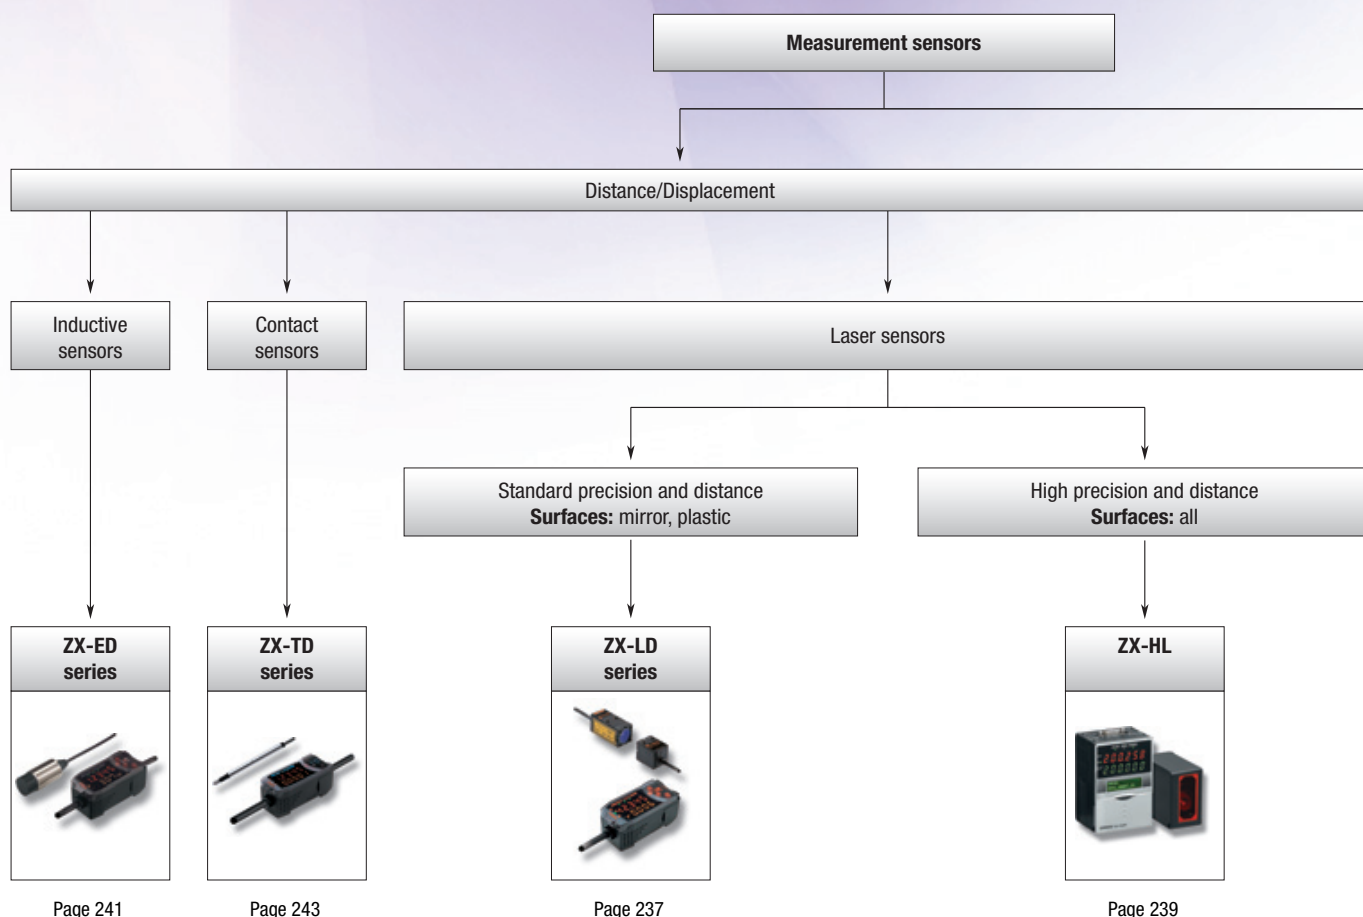 Measurement sensors
Distance/Displacement
Inductive
sensors
Contact
sensors
Laser sensors
Standard precision and distance
Surfaces: mirror, plastic
High precision and distance
Surfaces: all
ZX-ED
series
ZX-TD
series
ZX-LD
series
ZX-HL
Page 241
Page 243
Page 237
Page 239